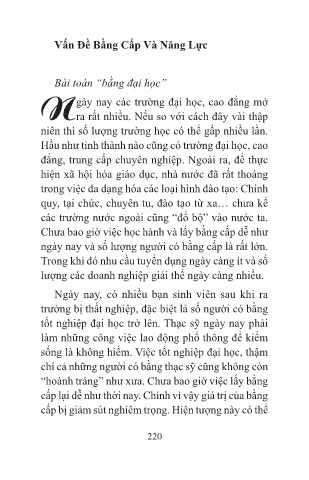 Vấn Đề Bằng Cấp Và Năng Lực
Bài toán “bằng đại học”
Ngày nay các trường đại học, cao đẳng mở
ra rất nhiều. Nếu so với cách đây vài thập
niên thì số lượng trường học có thể gấp nhiều lần.
Hầu như tỉnh thành nào cũng có trường đại học, cao
đẳng, trung cấp chuyên nghiệp. Ngoài ra, để thực
hiện xã hội hóa giáo dục, nhà nước đã rất thoáng
trong việc đa dạng hóa các loại hình đào tạo: Chính
quy, tại chức, chuyên tu, đào tạo từ xa… chưa kể
các trường nước ngoài cũng “đổ bộ” vào nước ta.
Chưa bao giờ việc học hành và lấy bằng cấp dễ như
ngày nay và số lượng người có bằng cấp là rất lớn.
Trong khi đó nhu cầu tuyển dụng ngày càng ít và số
lượng các doanh nghiệp giải thể ngày càng nhiều.
Ngày nay, có nhiều bạn sinh viên sau khi ra
trường bị thất nghiệp, đặc biệt là số người có bằng
tốt nghiệp đại học trở lên. Thạc sỹ ngày nay phải
làm những công việc lao động phổ thông để kiếm
sống là không hiếm. Việc tốt nghiệp đại học, thậm
chí cả những người có bằng thạc sỹ cũng không còn
“hoành tráng” như xưa. Chưa bao giờ việc lấy bằng
cấp lại dễ như thời nay. Chính vì vậy giá trị của bằng
cấp bị giảm sút nghiêm trọng. Hiện tượng này có thể
220